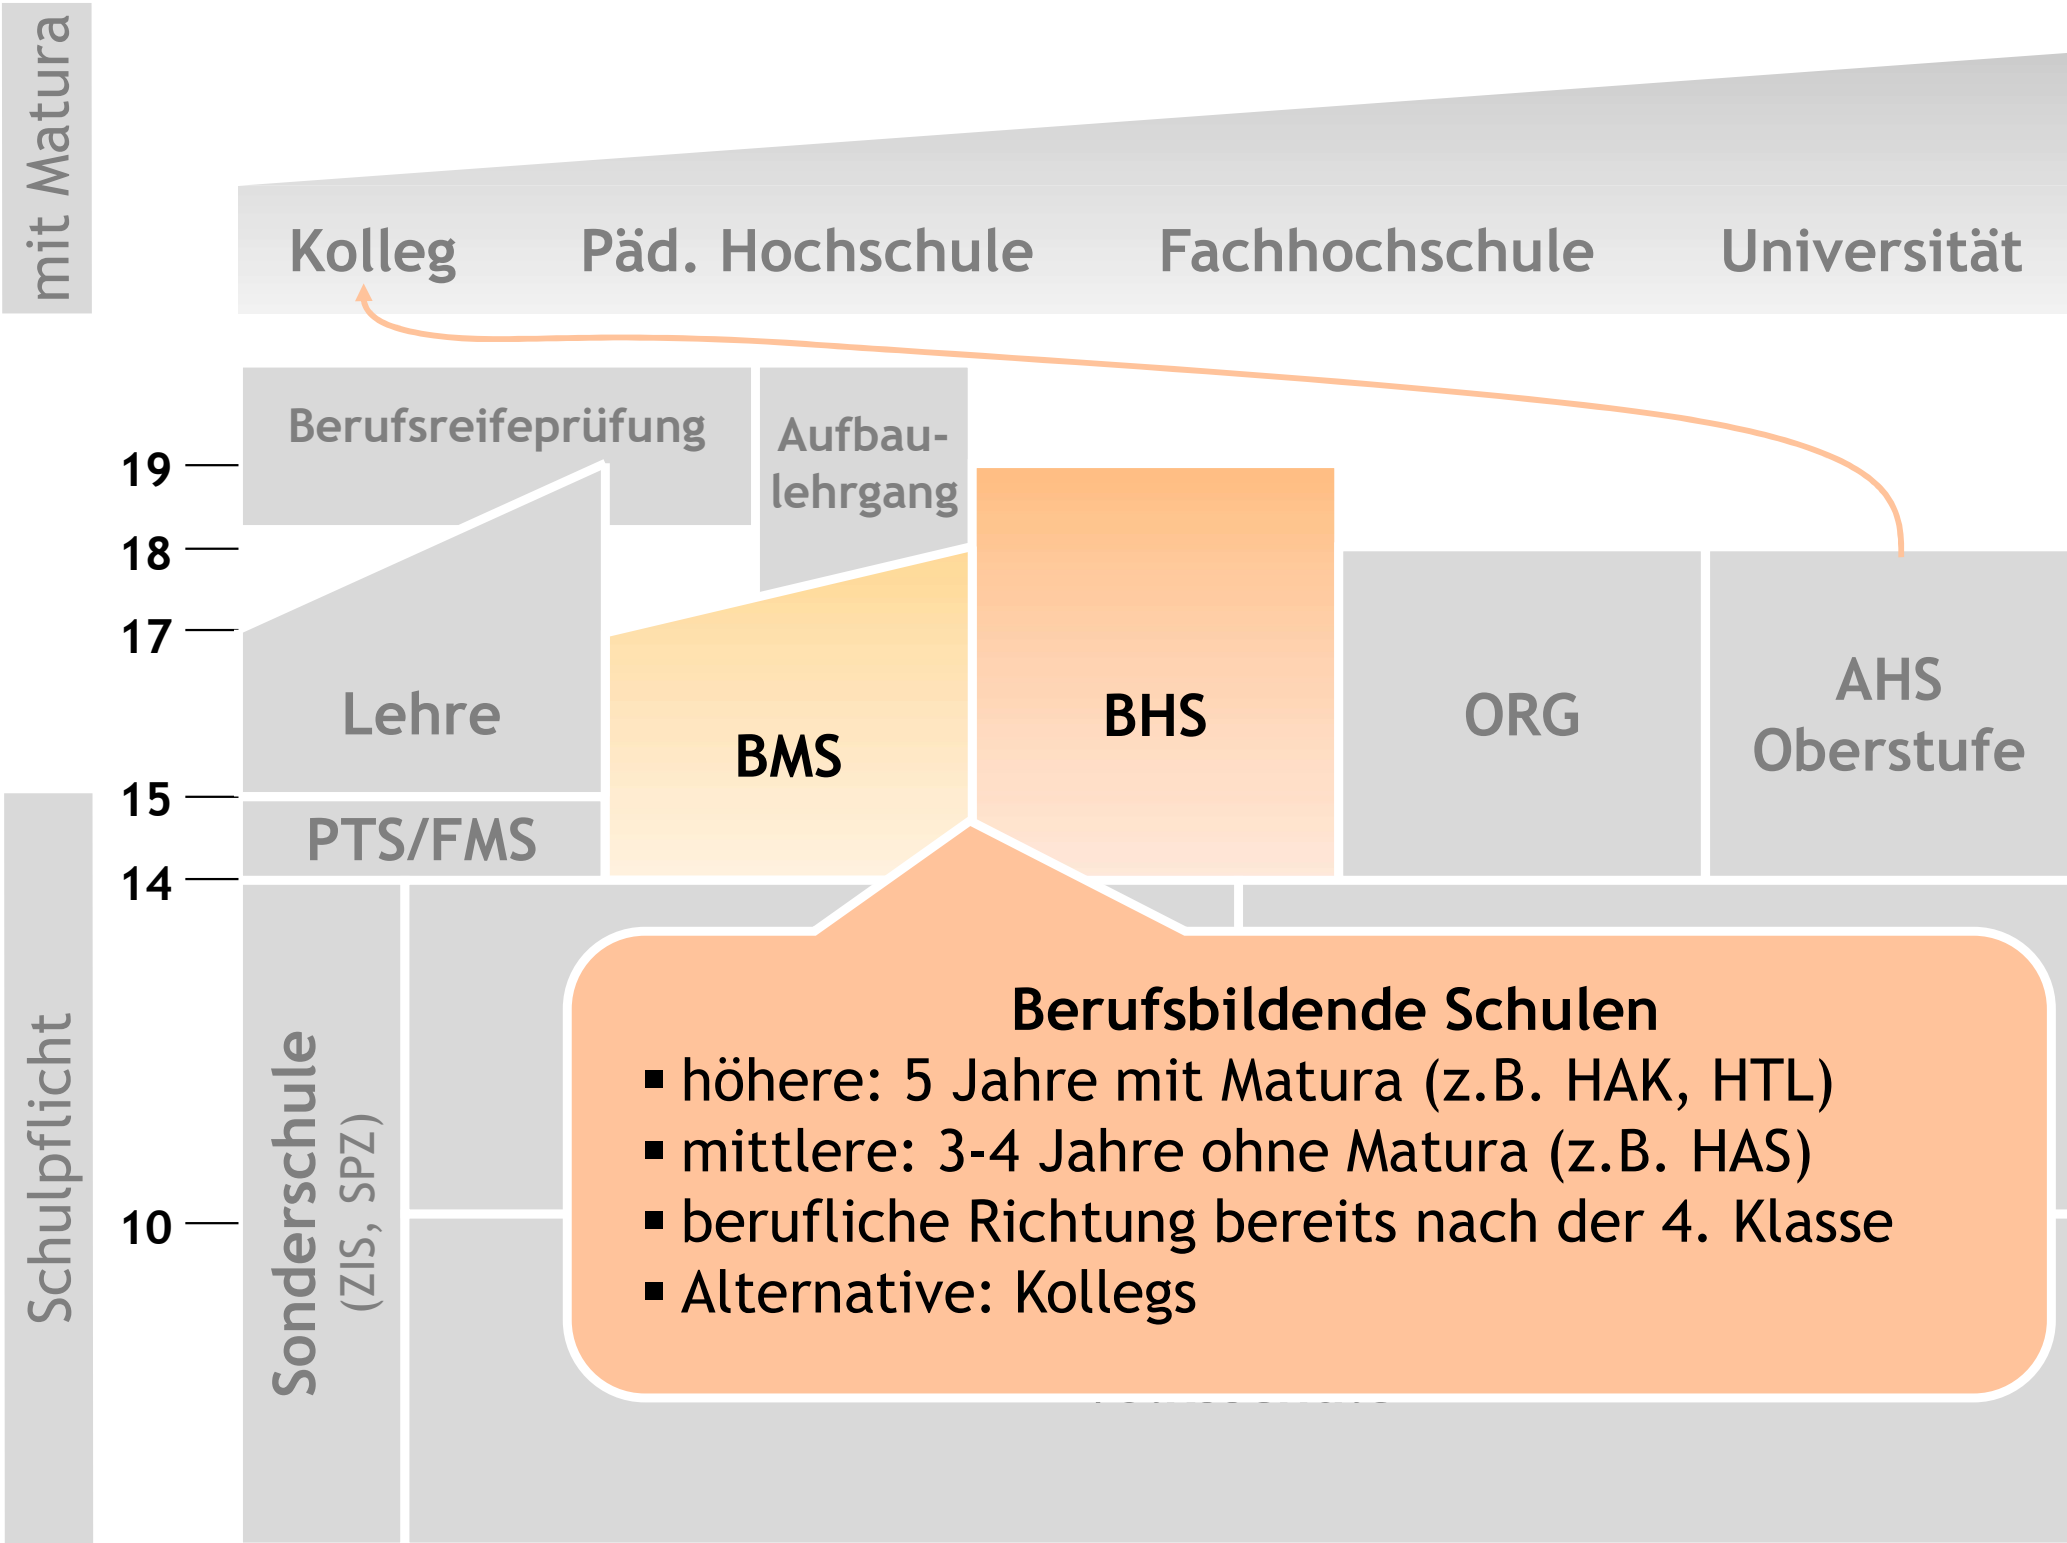 mit Matura
Kolleg
Päd. Hochschule
Fachhochschule
Universität
Berufsreifeprüfung
Aufbau-
lehrgang
19
18
17
15
14
10
Lehre
PTS/FMS
BMS
BHS
ORG
AHS
Oberstufe
Schulpflicht
Sonderschule
(ZIS, SPZ)
Berufsbildende Schulen
▪ höhere: 5 Jahre mit Matura (z.B. HAK, HTL)
▪ mittlere: 3-4 Jahre ohne Matura (z.B. HAS)
▪ berufliche Richtung bereits nach der 4. Klasse
▪ Alternative: Kollegs